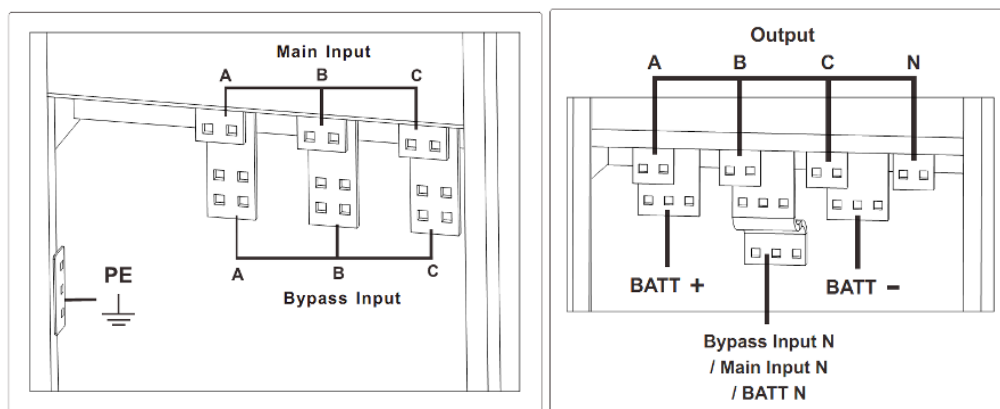 Main Input
A B C
PE
A B C
Bypass Input
Output
A B C N
BATT +
BATT −
Bypass Input N
/ Main Input N
/ BATT N